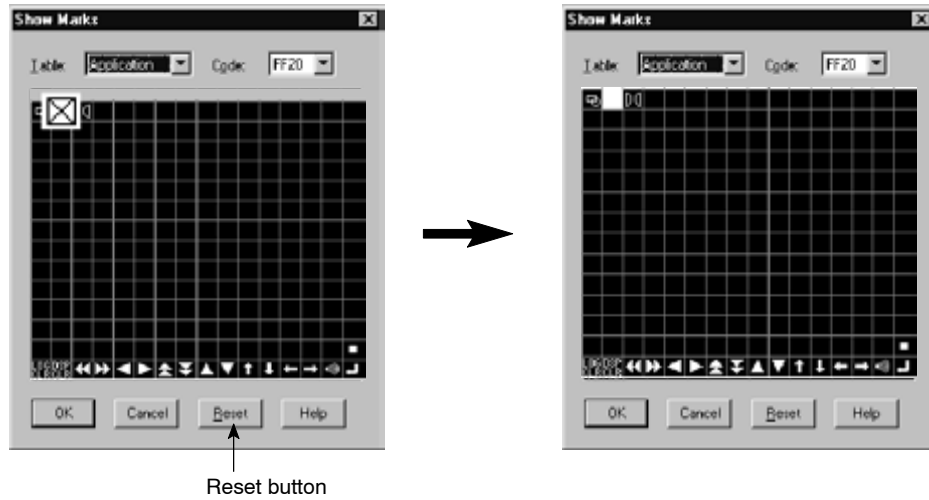 Show Marks
Table: Application Code: FF20
OK Cancel Reset Help
Reset button
Show Marks
Table: Application Code: FF20
OK Cancel Reset Help